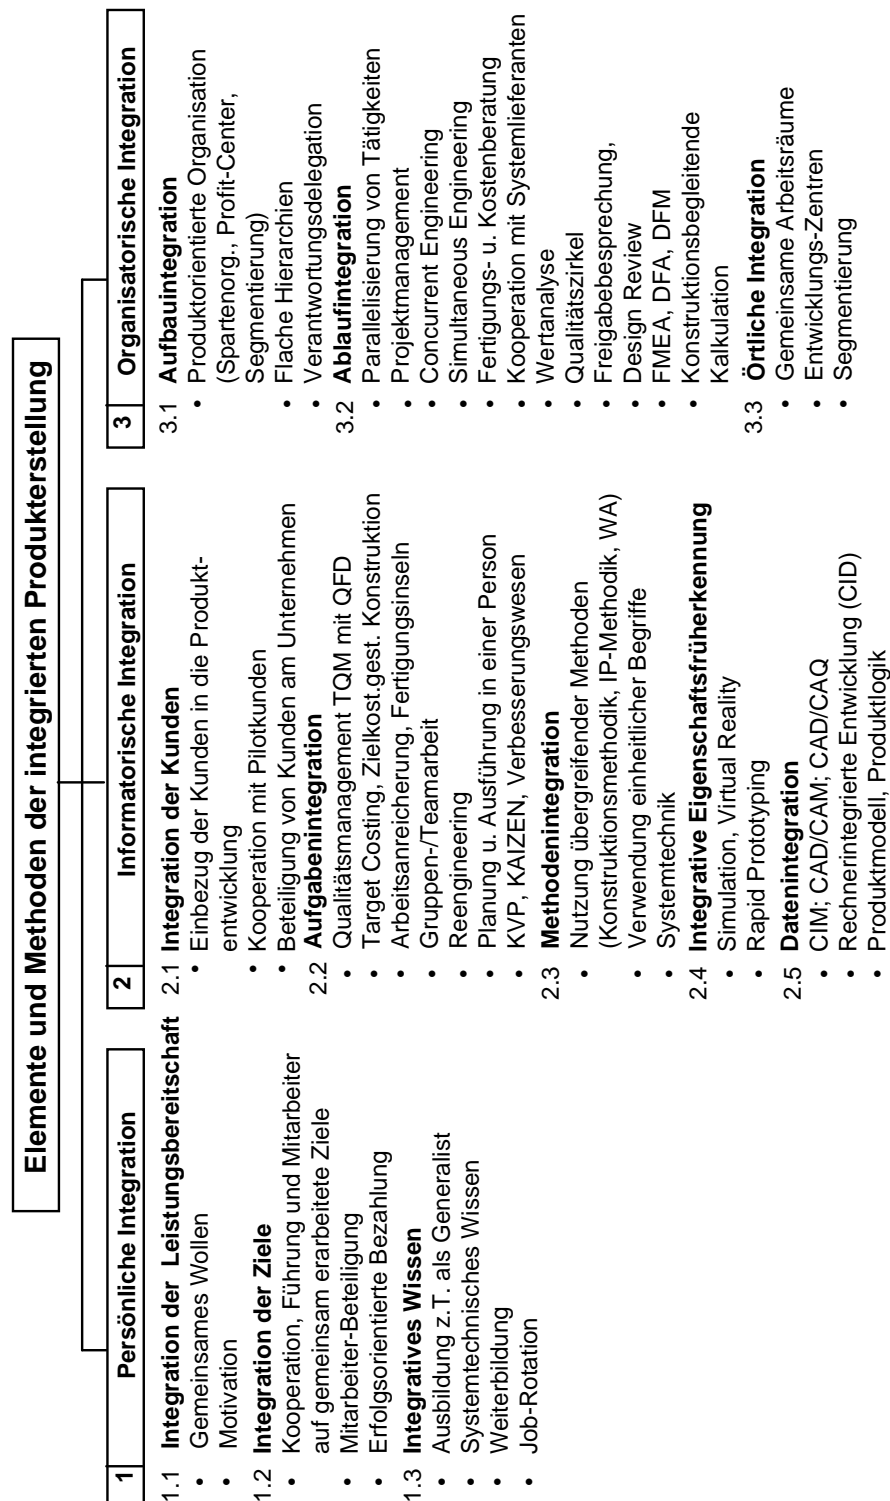 Elemente und Methoden der integrierten Produkterstellung
1 Persönliche Integration
1.1 Integration der Leistungsbereitschaft
• Gemeinsames Wollen
• Motivation
1.2 Integration der Ziele
• Kooperation, Führung und Mitarbeiter
auf gemeinsam erarbeitete Ziele
• Mitarbeiter-Beteiligung
• Erfolgsorientierte Bezahlung
1.3 Integratives Wissen
• Ausbildung z.T. als Generalist
• Systemtechnisches Wissen
• Weiterbildung
• Job-Rotation
2 Informatorische Integration
2.1 Integration der Kunden
• Einbezug der Kunden in die Produkt-
entwicklung
• Kooperation mit Pilotkunden
• Beteiligung von Kunden am Unternehmen
2.2 Aufgabenintegration
• Qualitätsmanagement TQM mit QFD
• Target Costing, Zielkost.gest. Konstruktion
• Arbeitsanreicherung, Fertigungsinseln
• Gruppen-/Teamarbeit
• Reengineering
• Planung u. Ausführung in einer Person
• KVP, KAIZEN, Verbesserungswesen
2.3 Methodenintegration
• Nutzung übergreifender Methoden
(Konstruktionsmethodik, IP-Methodik, WA)
• Verwendung einheitlicher Begriffe
• Systemtechnik
2.4 Integrative Eigenschaftsfrüherkennung
• Simulation, Virtual Reality
• Rapid Prototyping
2.5 Datenintegration
• CIM; CAD/CAM; CAD/CAQ
• Rechnerintegrierte Entwicklung (CID)
• Produktmodell, Produktlogik
3 Organisatorische Integration
3.1 Aufbauintegration
• Produktorientierte Organisation
(Spartenorg., Profit-Center,
Segmentierung)
• Flache Hierarchien
• Verantwortungsdelegation
3.2 Ablaufintegration
• Parallelisierung von Tätigkeiten
• Projektmanagement
• Concurrent Engineering
• Simultaneous Engineering
• Fertigungs- u. Kostenberatung
• Kooperation mit Systemlieferanten
• Wertanalyse
• Qualitätszirkel
• Freigabebesprechung,
• Design Review
• FMEA, DFA, DFM
• Konstruktionsbegleitende
Kalkulation
3.3 Örtliche Integration
• Gemeinsame Arbeitsräume
• Entwicklungs-Zentren
• Segmentierung